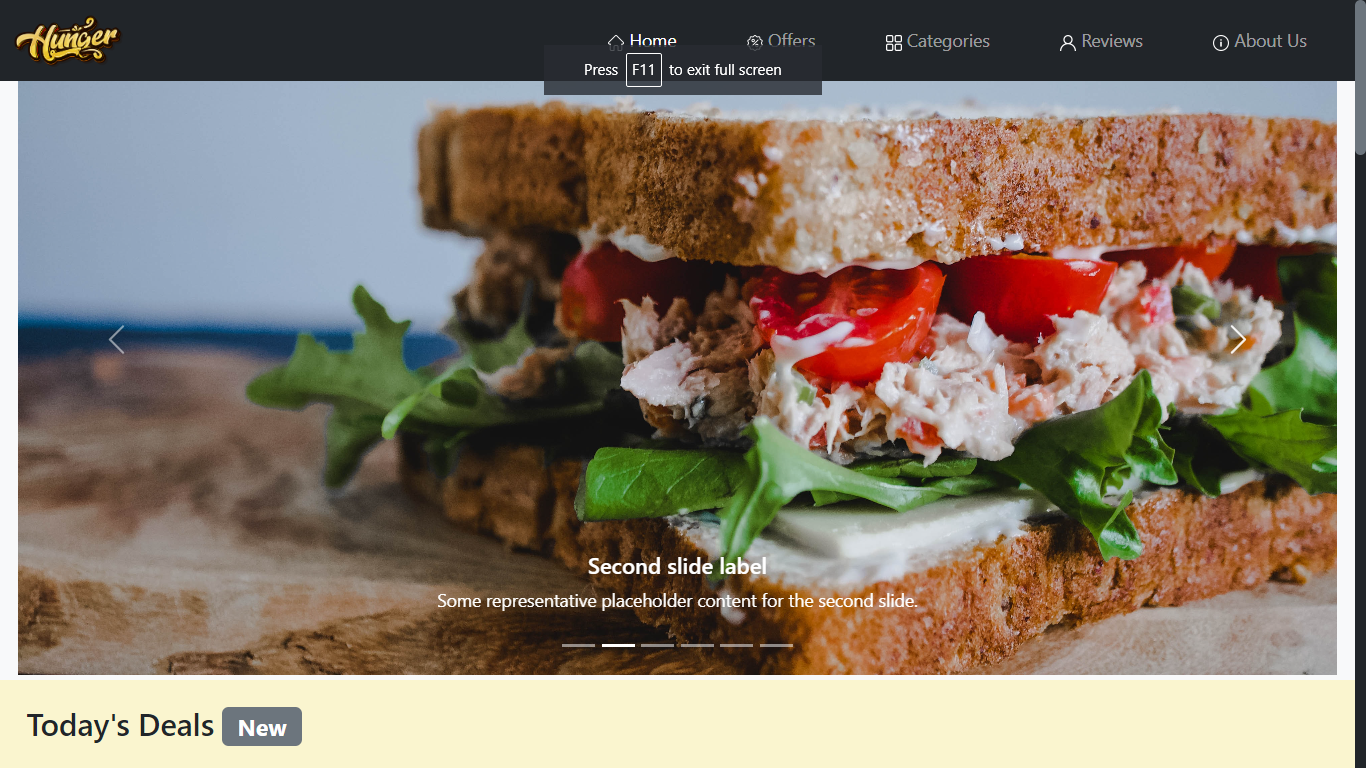 Hunger
Home Offers Categories Reviews About Us
Press F11 to exit full screen
Second slide label
Some representative placeholder content for the second slide.
Today's Deals New